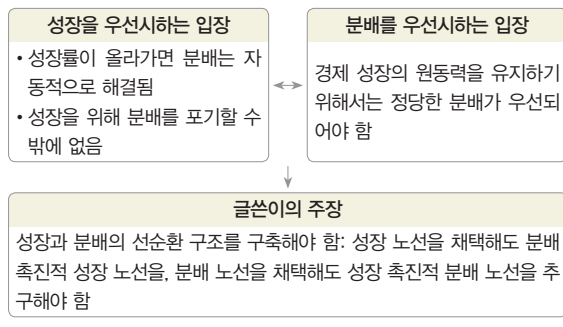 성장을 우선시하는 입장
• 성장률이 올라가면 분배는 자
동적으로 해결됨
• 성장을 위해 분배를 포기할 수
밖에 없음
분배를 우선시하는 입장
경제 성장의 원동력을 유지하기
위해서는 정당한 분배가 우선되
어야 함
글쓴이의 주장
성장과 분배의 선순환 구조를 구축해야 함: 성장 노선을 채택해도 분배
촉진적 성장 노선을, 분배 노선을 채택해도 성장 촉진적 분배 노선을 추
구해야 함